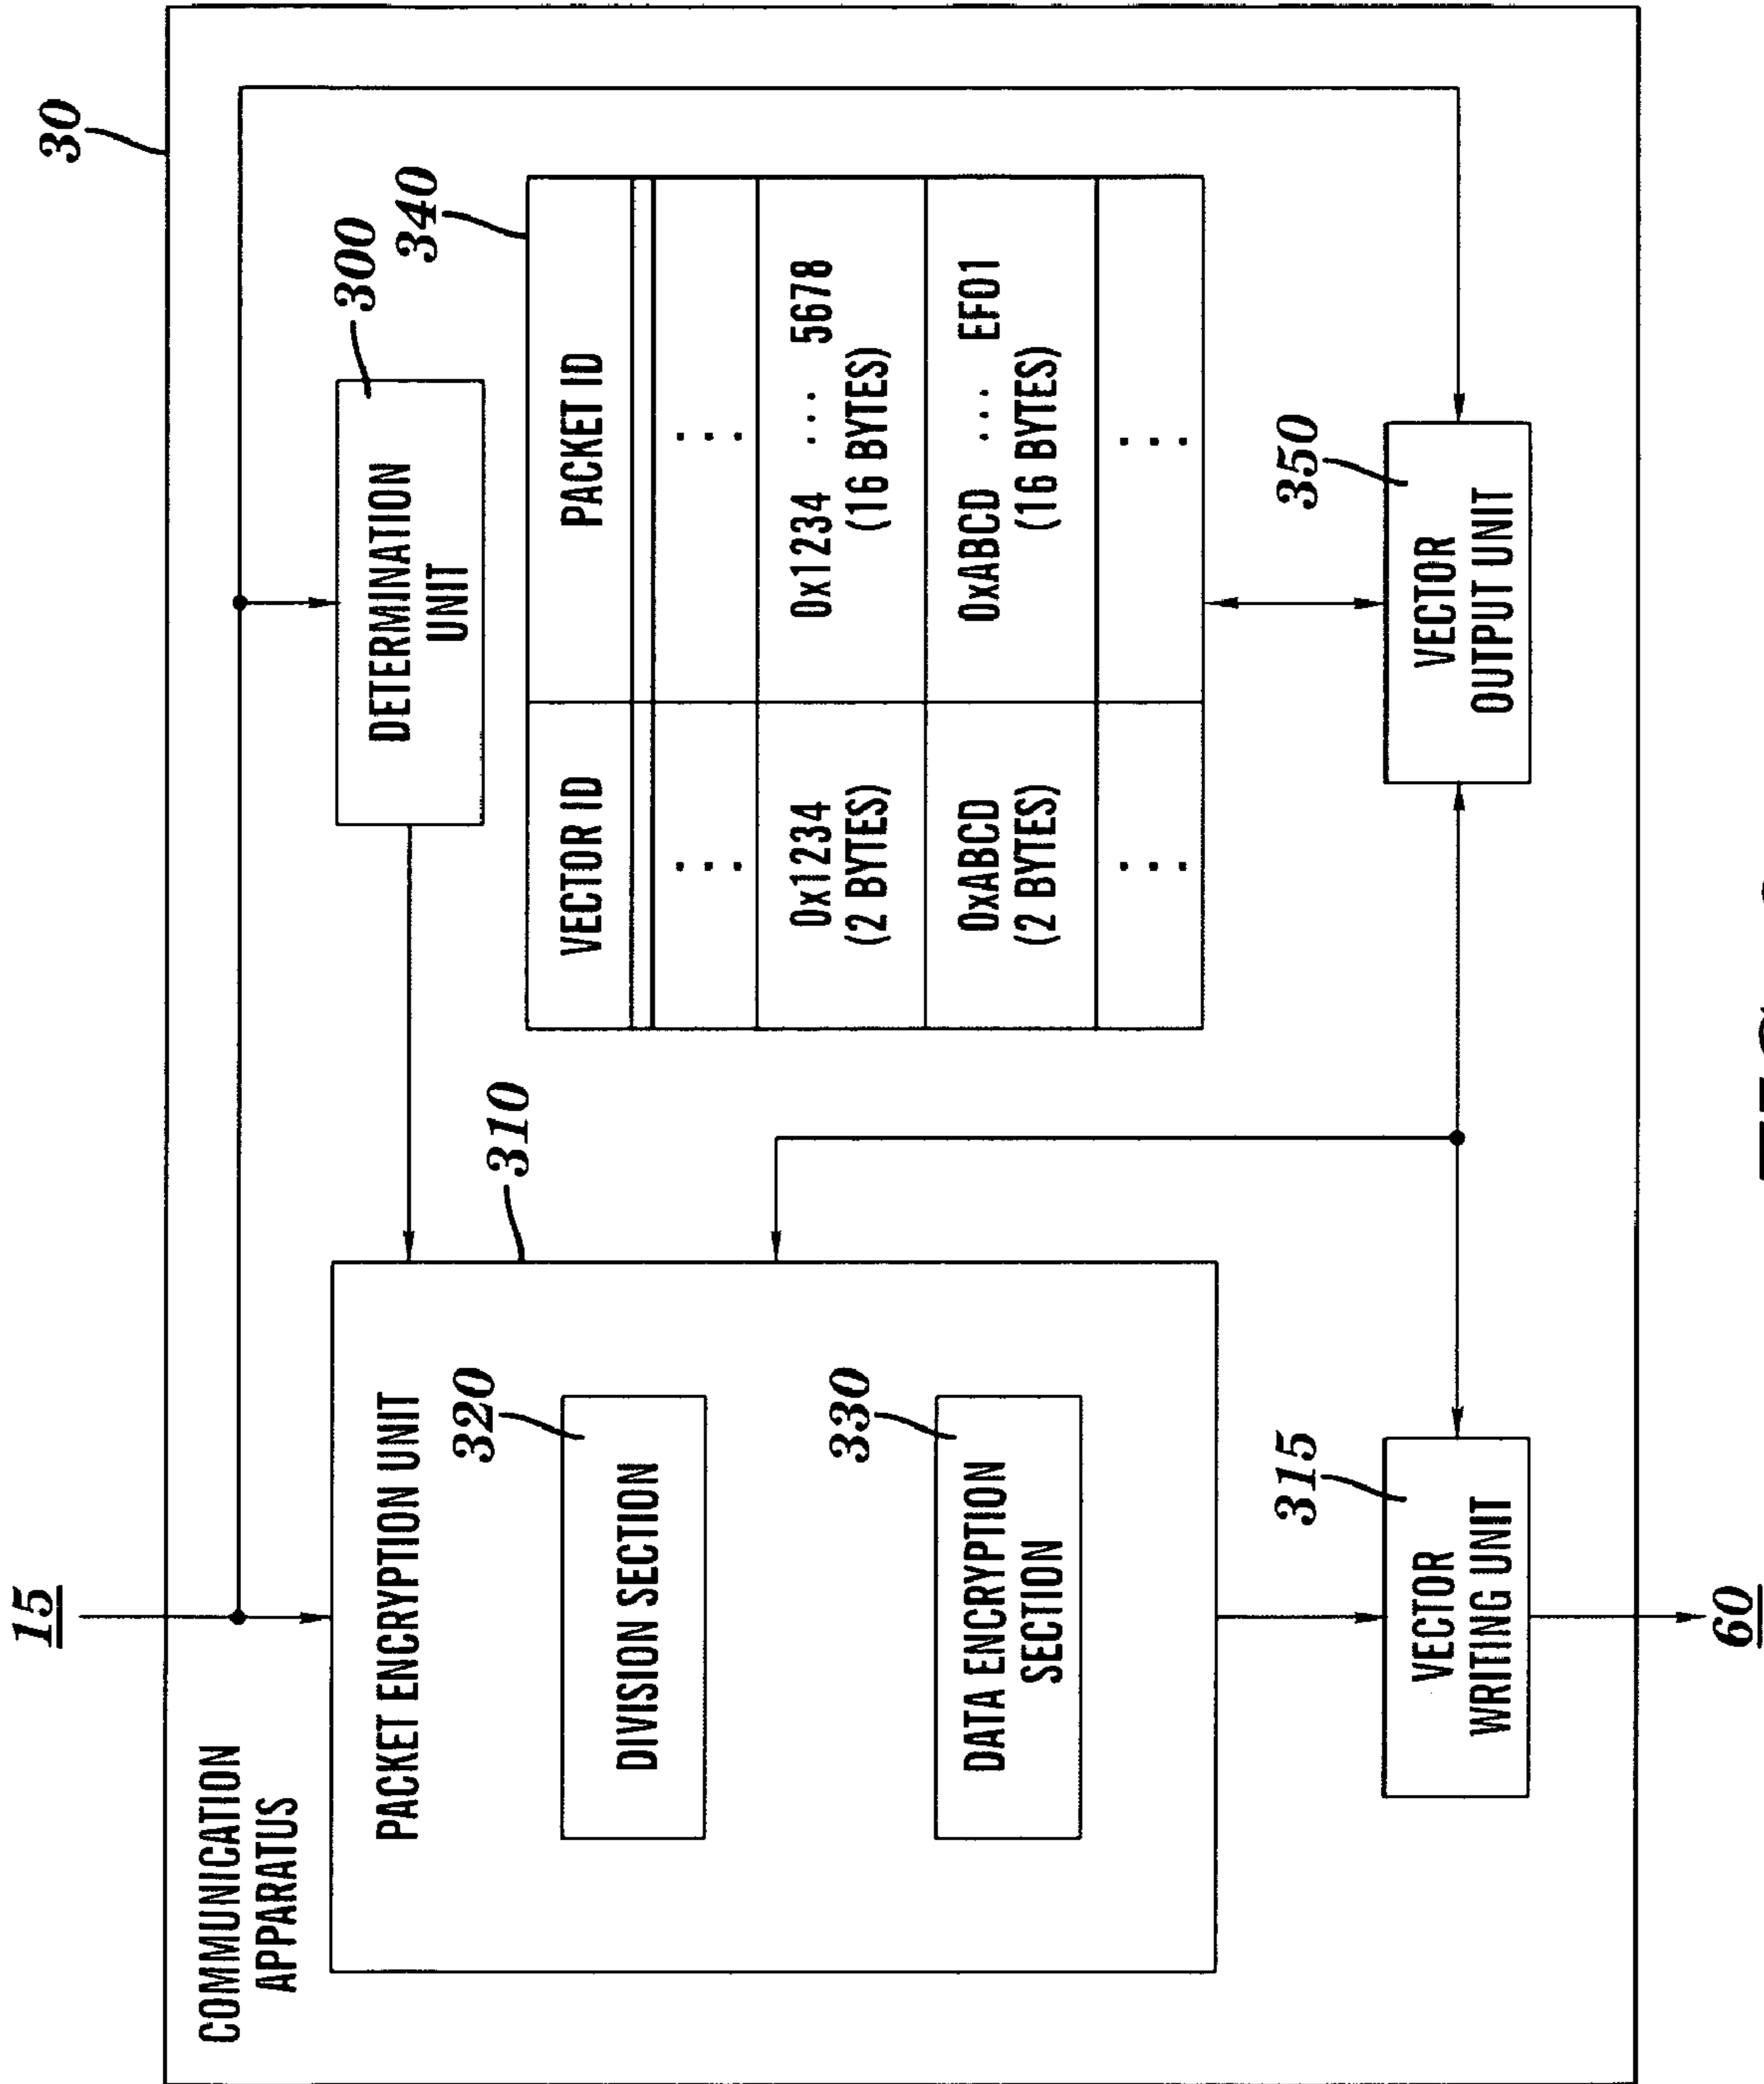 15
30
COMMUNICATION
APPARATUS
PACKET ENCRYPTION UNIT
310
320
DIVISION SECTION
330
DATA ENCRYPTION
SECTION
300
DETERMINATION
UNIT
340
VECTOR ID PACKET ID
... ...
0x1234 0x1234 ... 5678
(2 BYTES) (16 BYTES)
0xABCD 0xABCD ... EF01
(2 BYTES) (16 BYTES)
... ...
315
VECTOR
WRITING UNIT
350
VECTOR
OUTPUT UNIT
60